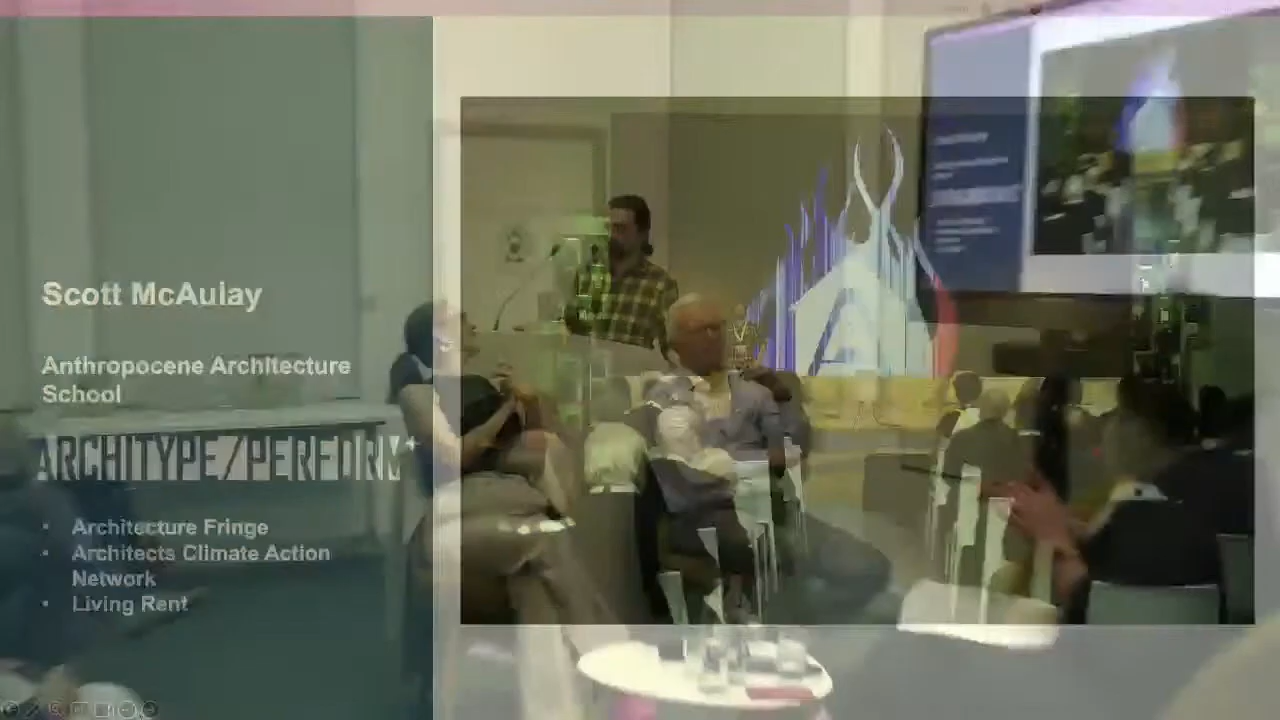 Scott McAulay
Anthropocene Architecture
School
ARCHITYPE/PERFORM+
• Architecture Fringe
• Architects Climate Action
Network
• Living Rent